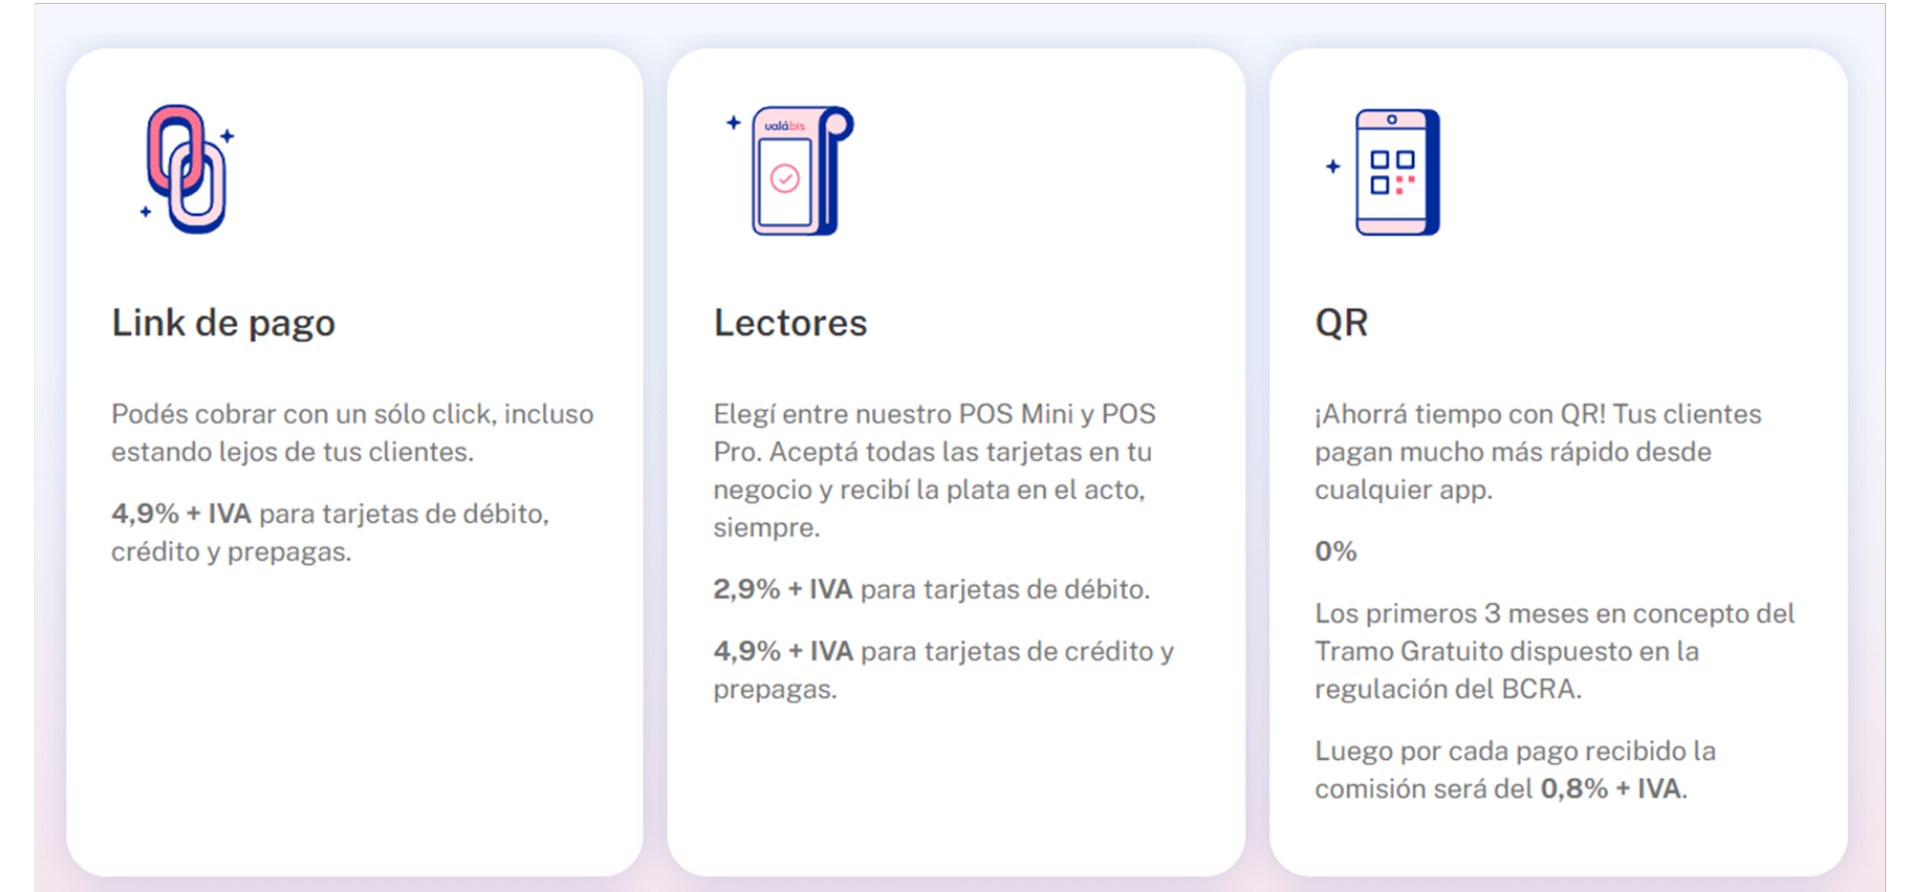 Link de pago
Podés cobrar con un sólo click, incluso
estando lejos de tus clientes.
4,9% + IVA para tarjetas de débito,
crédito y prepagas.
ualábis
Lectores
Elegí entre nuestro POS Mini y POS
Pro. Aceptá todas las tarjetas en tu
negocio y recibí la plata en el acto,
siempre.
2,9% + IVA para tarjetas de débito.
4,9% + IVA para tarjetas de crédito y
prepagas.
QR
¡Ahorrá tiempo con QR! Tus clientes
pagan mucho más rápido desde
cualquier app.
0%
Los primeros 3 meses en concepto del
Tramo Gratuito dispuesto en la
regulación del BCRA.
Luego por cada pago recibido la
comisión será del 0,8% + IVA.